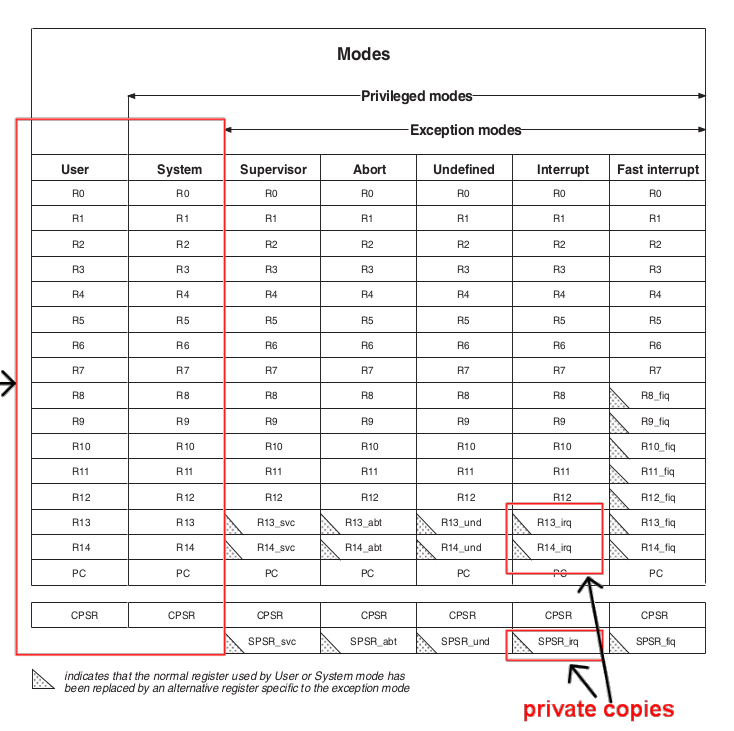 Modes
Privileged modes
Exception modes
User System Supervisor Abort Undefined Interrupt Fast interrupt
R0 R0 R0 R0 R0 R0 R0
R1 R1 R1 R1 R1 R1 R1
R2 R2 R2 R2 R2 R2 R2
R3 R3 R3 R3 R3 R3 R3
R4 R4 R4 R4 R4 R4 R4
R5 R5 R5 R5 R5 R5 R5
R6 R6 R6 R6 R6 R6 R6
R7 R7 R7 R7 R7 R7 R7
R8 R8 R8 R8 R8 R8 R8_fiq
R9 R9 R9 R9 R9 R9 R9_fiq
R10 R10 R10 R10 R10 R10 R10_fiq
R11 R11 R11 R11 R11 R11 R11_fiq
R12 R12 R12 R12 R12 R12 R12_fiq
R13 R13 R13_svc R13_abt R13_und R13_irq R13_fiq
R14 R14 R14_svc R14_abt R14_und R14_irq R14_fiq
PC PC PC PC PC PC PC
CPSR CPSR CPSR CPSR CPSR CPSR CPSR
SPSR_svc SPSR_abt SPSR_und SPSR_irq SPSR_fiq
indicates that the normal register used by User or System mode has
been replaced by an alternative register specific to the exception mode
private copies